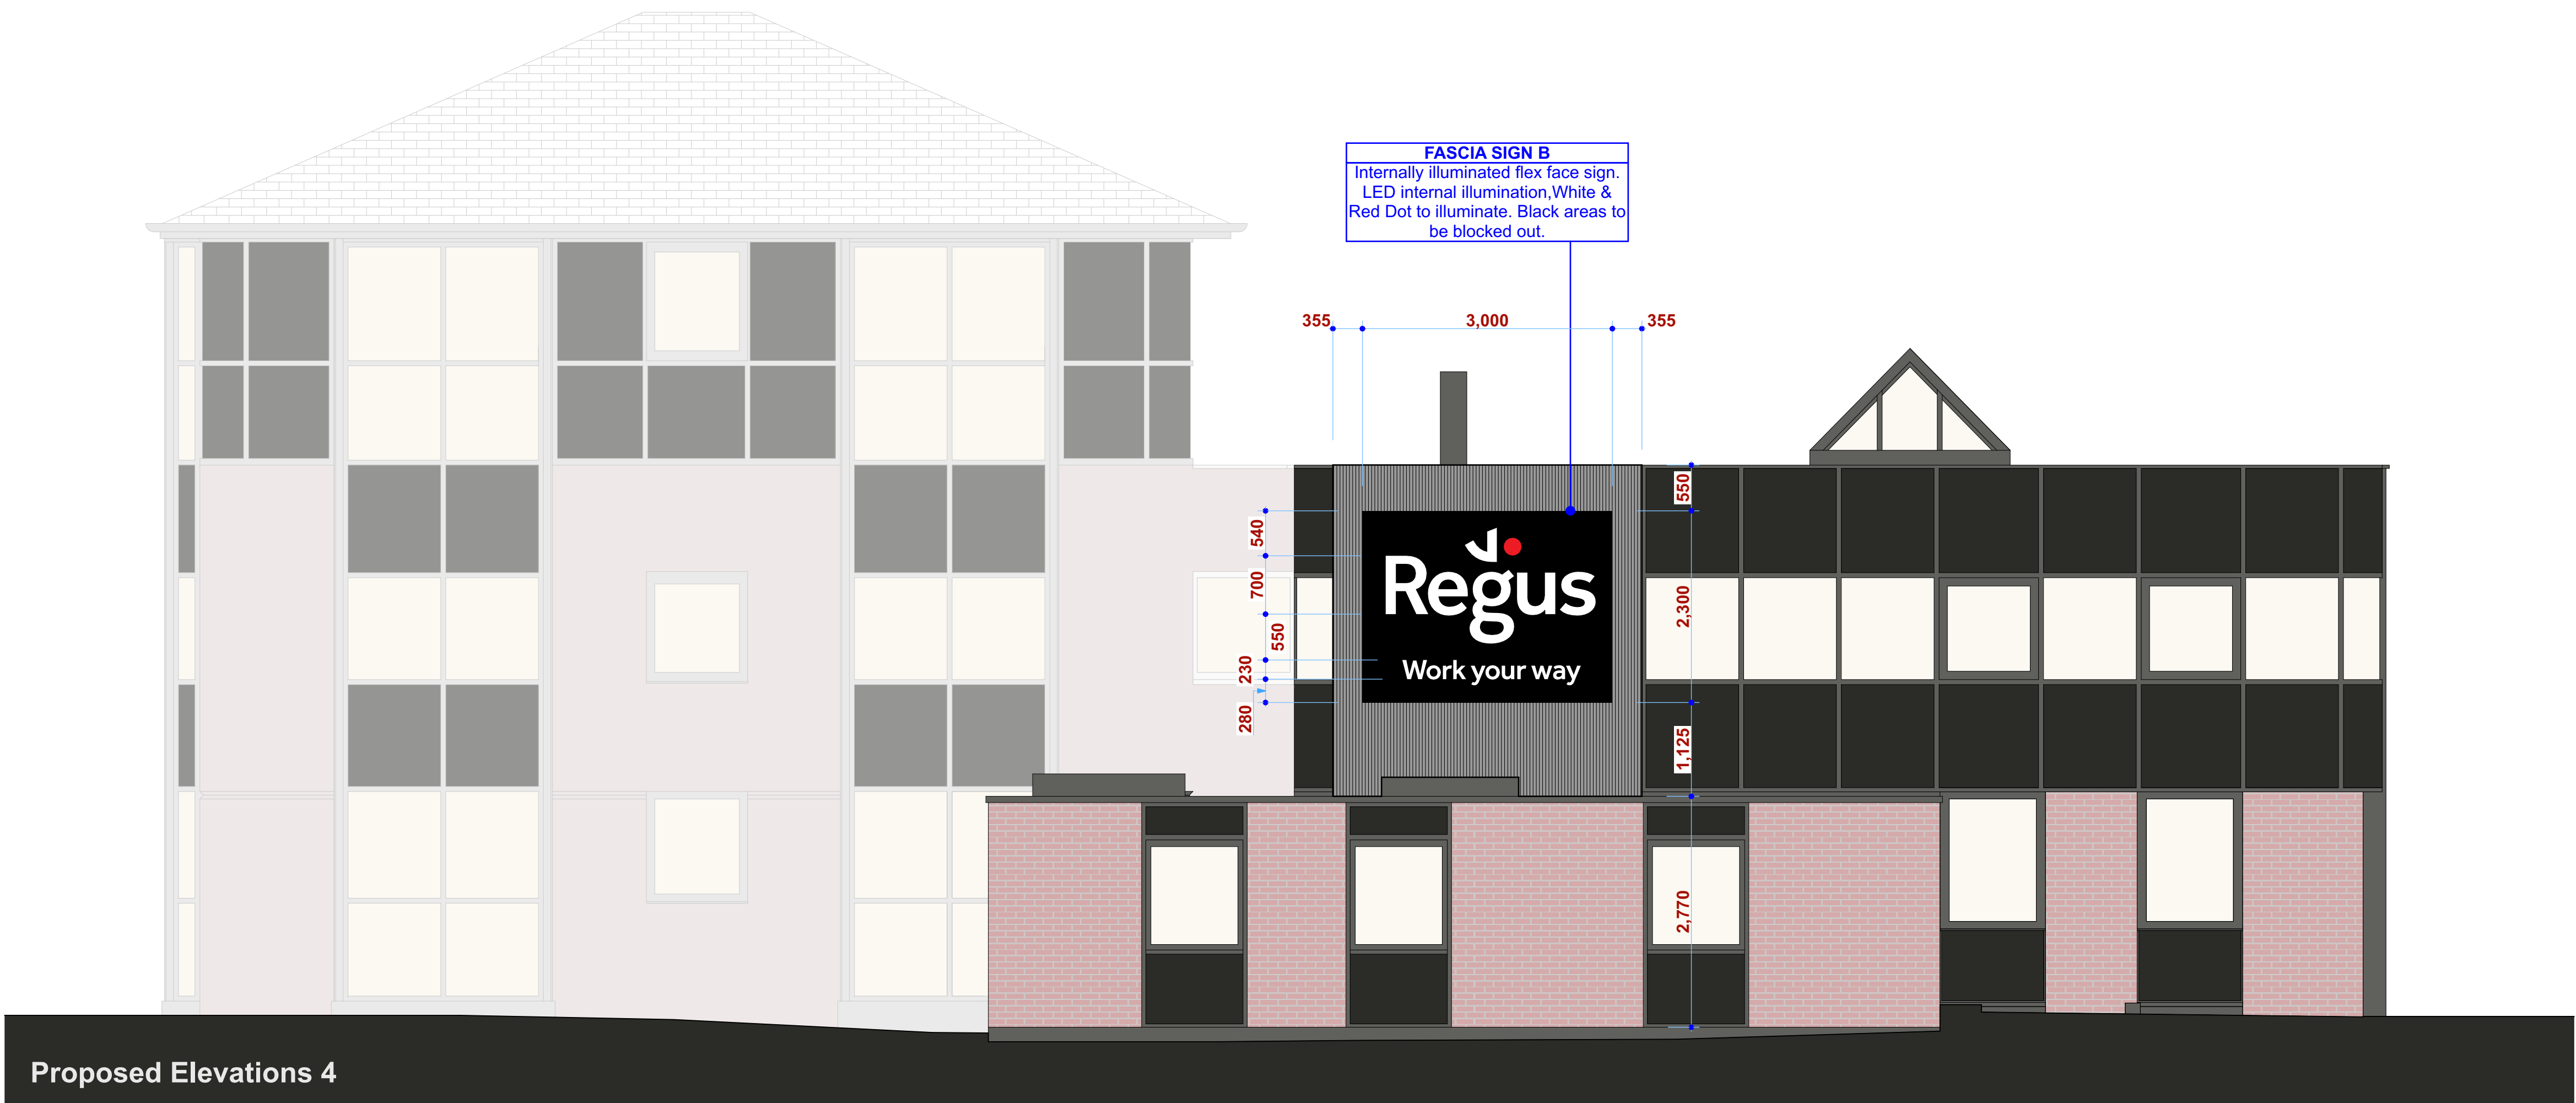 FASCIA SIGN B
Internally illuminated flex face sign.
LED internal illumination,White &
Red Dot to illuminate. Black areas to
be blocked out.
355
3,000
355
550
540
700
2,300
550
230
280
1,125
2,770
Regus
Work your way
Proposed Elevations 4